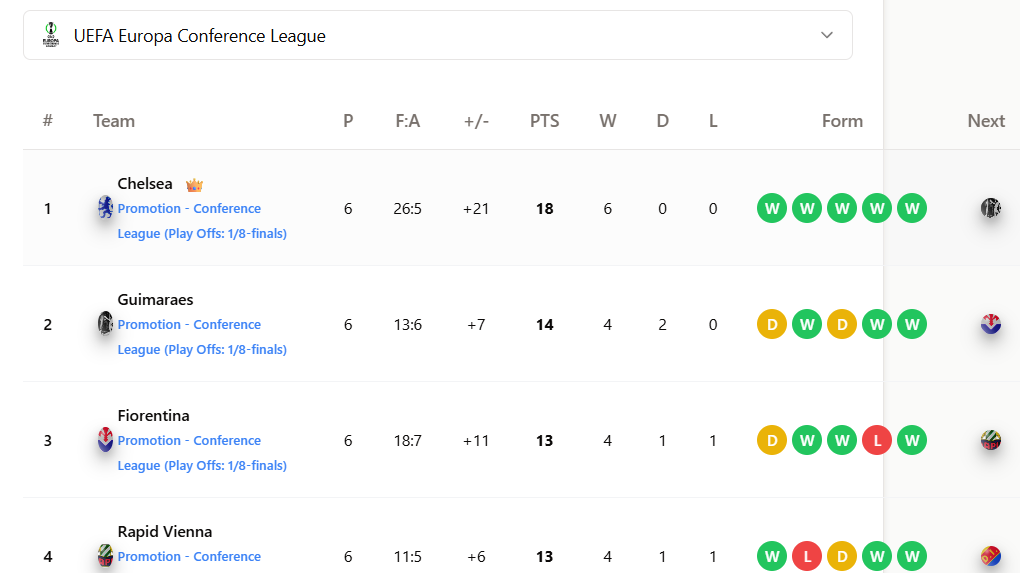 UEFA Europa Conference League
# Team P F:A +/- PTS W D L Form Next
Chelsea
1 Promotion - Conference 6 26:5 +21 18 6 0 0 W W W W W
League (Play Offs: 1/8-finals)
Guimaraes
2 Promotion - Conference 6 13:6 +7 14 4 2 0 D W D W W
League (Play Offs: 1/8-finals)
Fiorentina
3 Promotion - Conference 6 18:7 +11 13 4 1 1 D W W L W
League (Play Offs: 1/8-finals)
Rapid Vienna
4 Promotion - Conference 6 11:5 +6 13 4 1 1 W L D W W